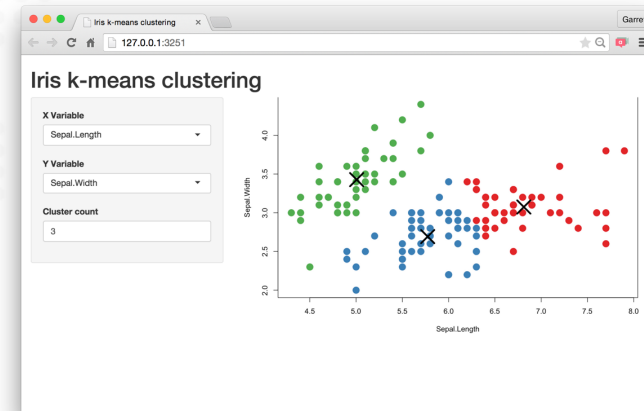 Iris k-means clustering
Garre
127.0.0.1:3251
Iris k-means clustering
X Variable
Sepal.Length
Y Variable
Sepal.Width
Cluster count
3
Sepal.Width
4.0
3.5
3.0
2.5
2.0
4.5 5.0 5.5 6.0 6.5 7.0 7.5 8.0
Sepal.Length